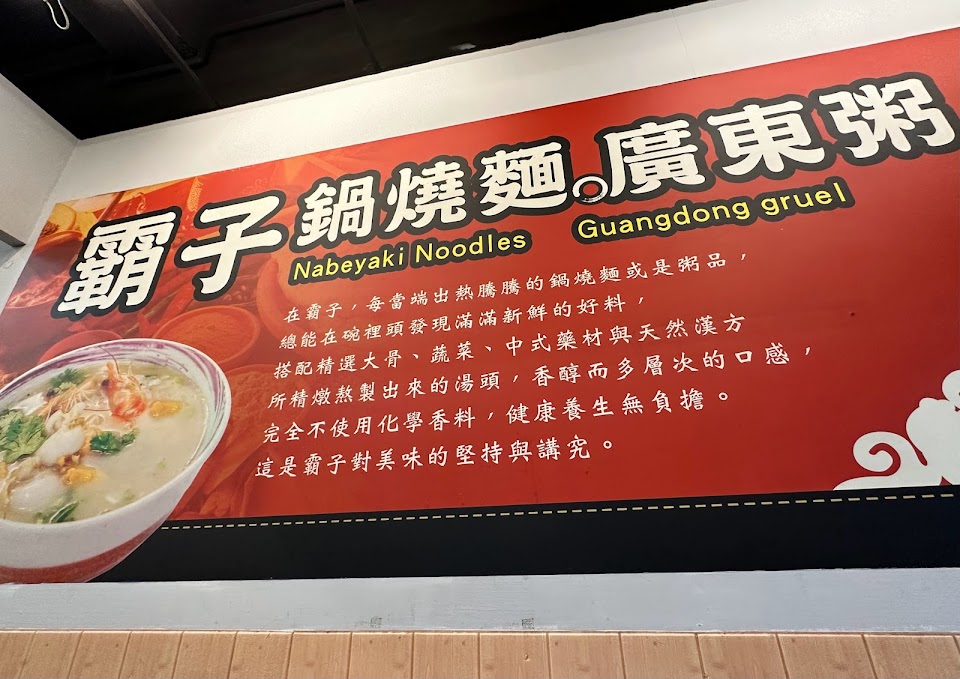 霸子鍋燒麵。廣東粥
Nabeyaki Noodles Guangdong gruel
在霸子，每當端出熱騰騰的鍋燒麵或是粥品，
總能在碗裡頭發現滿滿新鮮的好料，
搭配精選大骨、蔬菜、中式藥材與天然漢方
所精燉熬製出來的湯頭，香醇而多層次的口感，
完全不使用化學香料，健康養生無負擔。
這是霸子對美味的堅持與講究。